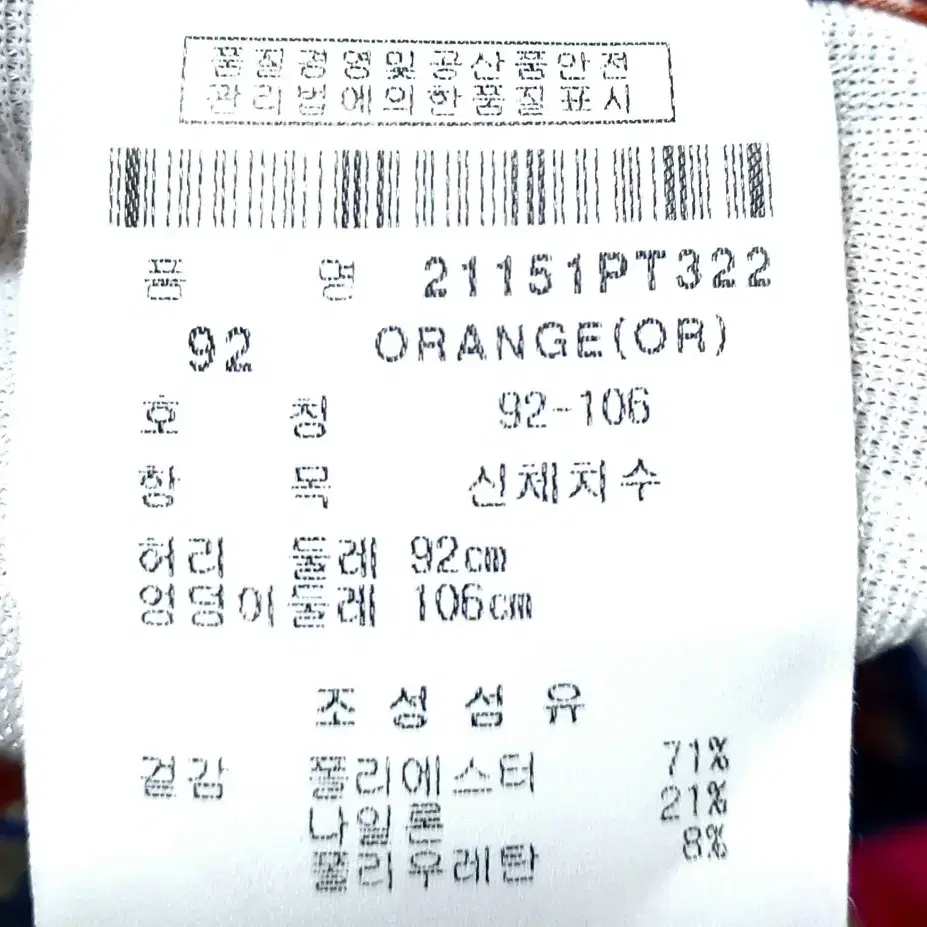 품질경영및공산품안전
관리법에의한품질표시
품 명 21151PT322
92 ORANGE(OR)
호 칭 92-106
항 목 신체치수
허리 둘레 92cm
엉덩이둘레 106cm
조성섬유
겉감 폴리에스터 71%
나일론 21%
폴리우레탄 8%